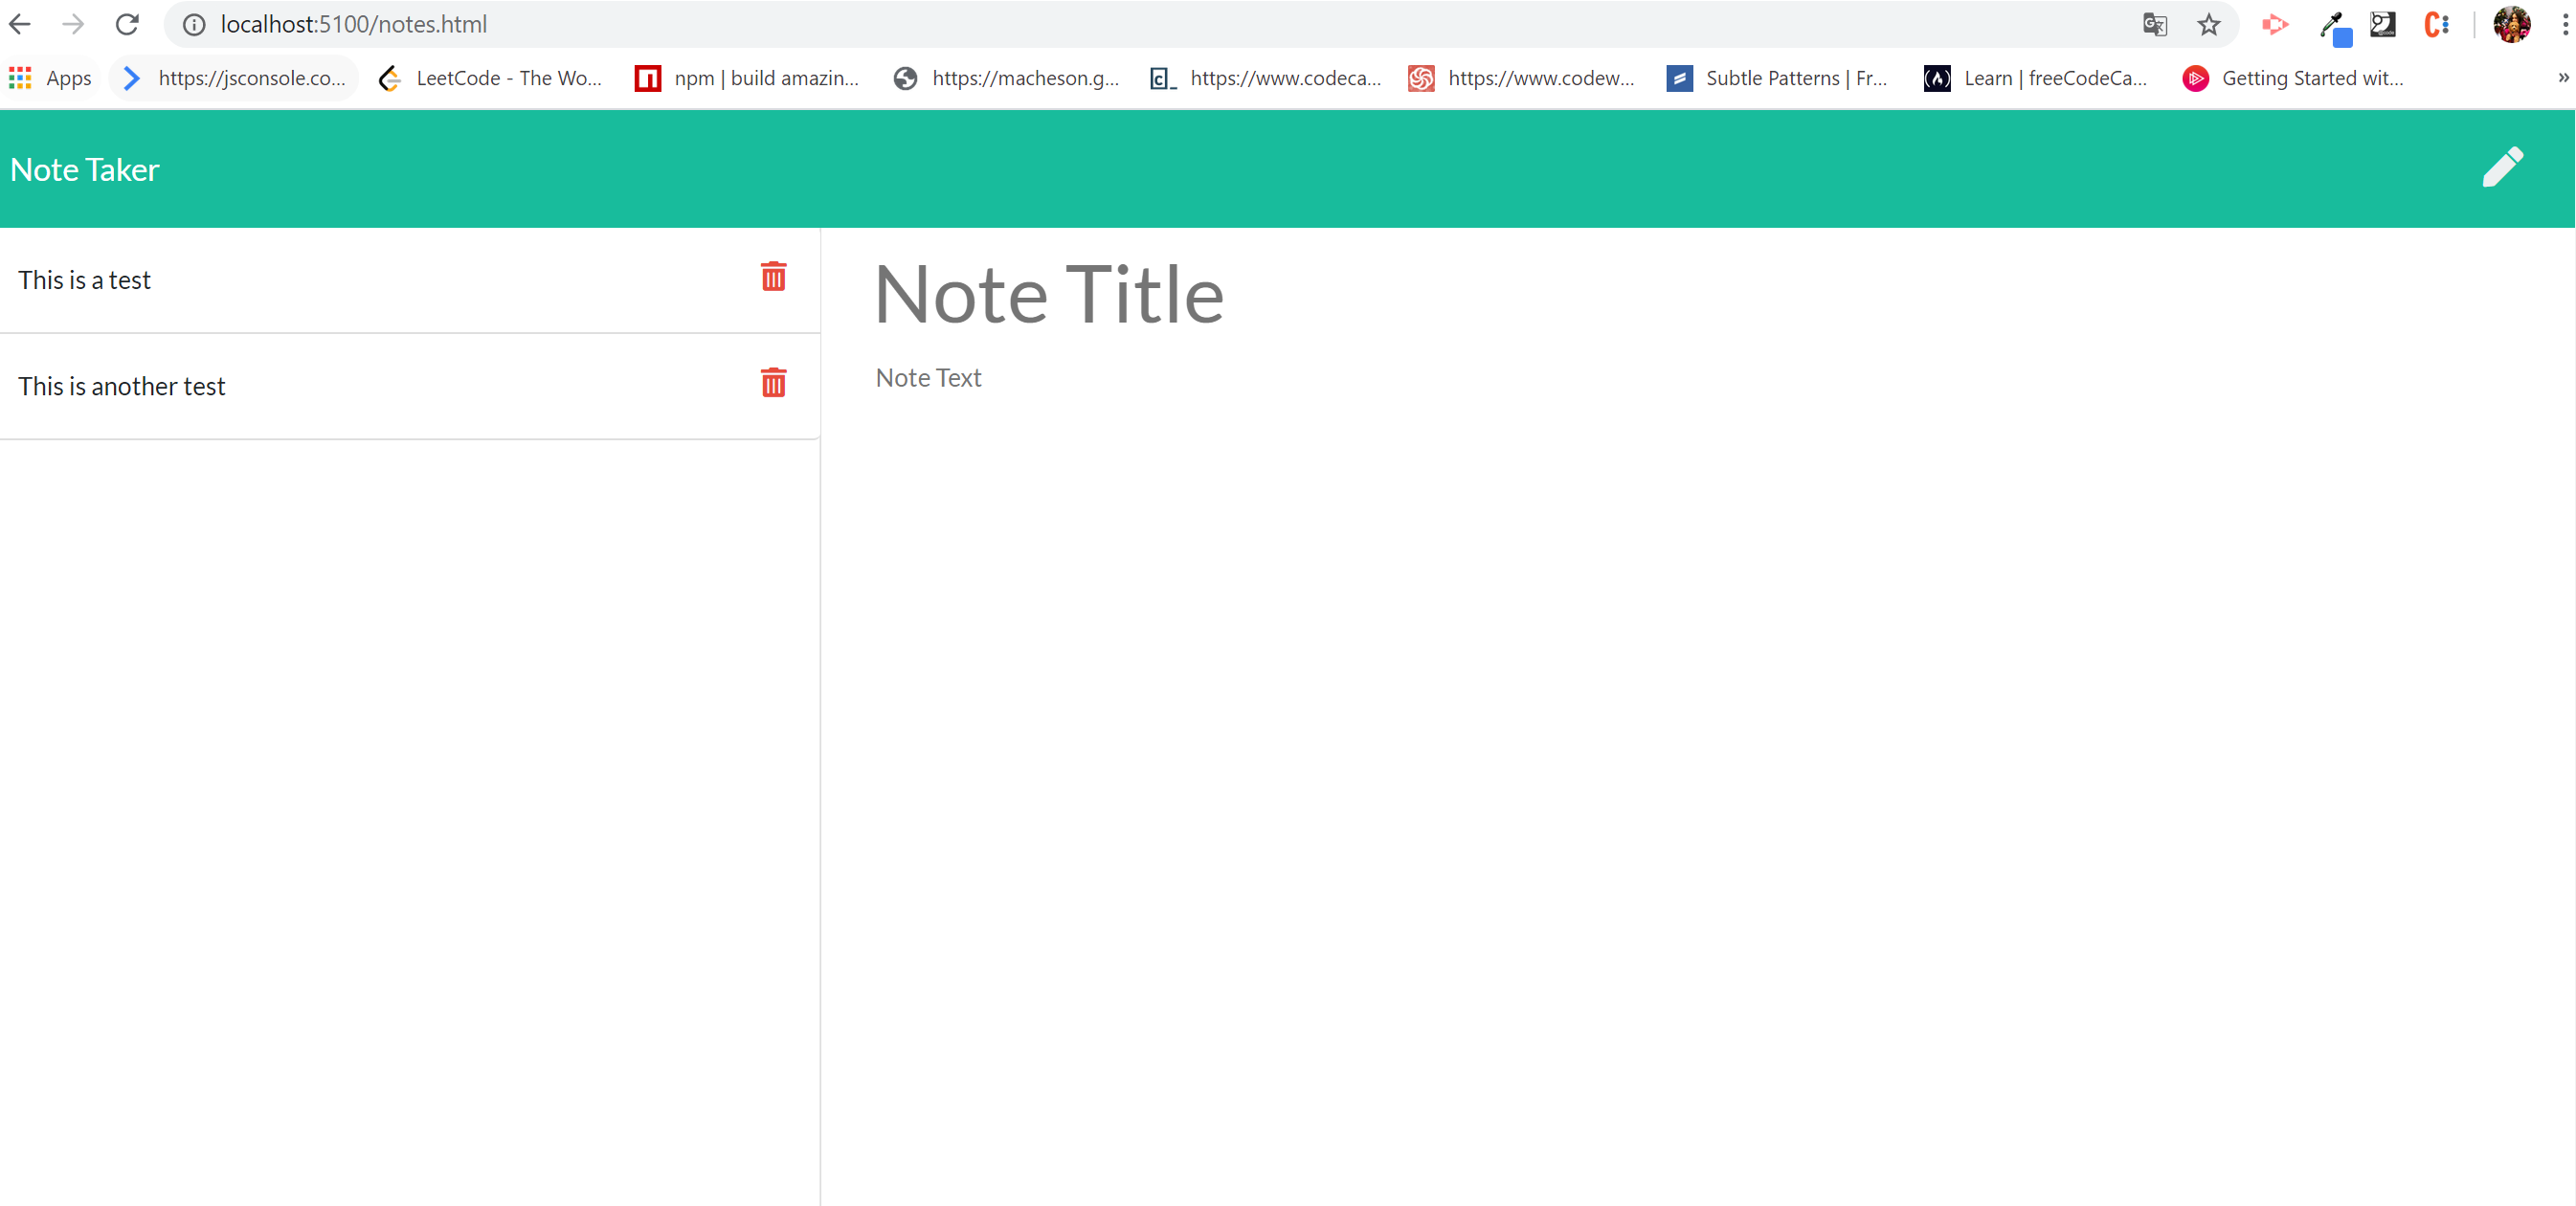 localhost:5100/notes.html
Apps https://jsconsole.co... LeetCode - The Wo... npm | build amazin... https://macheson.g... https://www.codeca... https://www.codew... Subtle Patterns | Fr... Learn | freeCodeCa... Getting Started wit... »
Note Taker
This is a test
This is another test
Note Title
Note Text